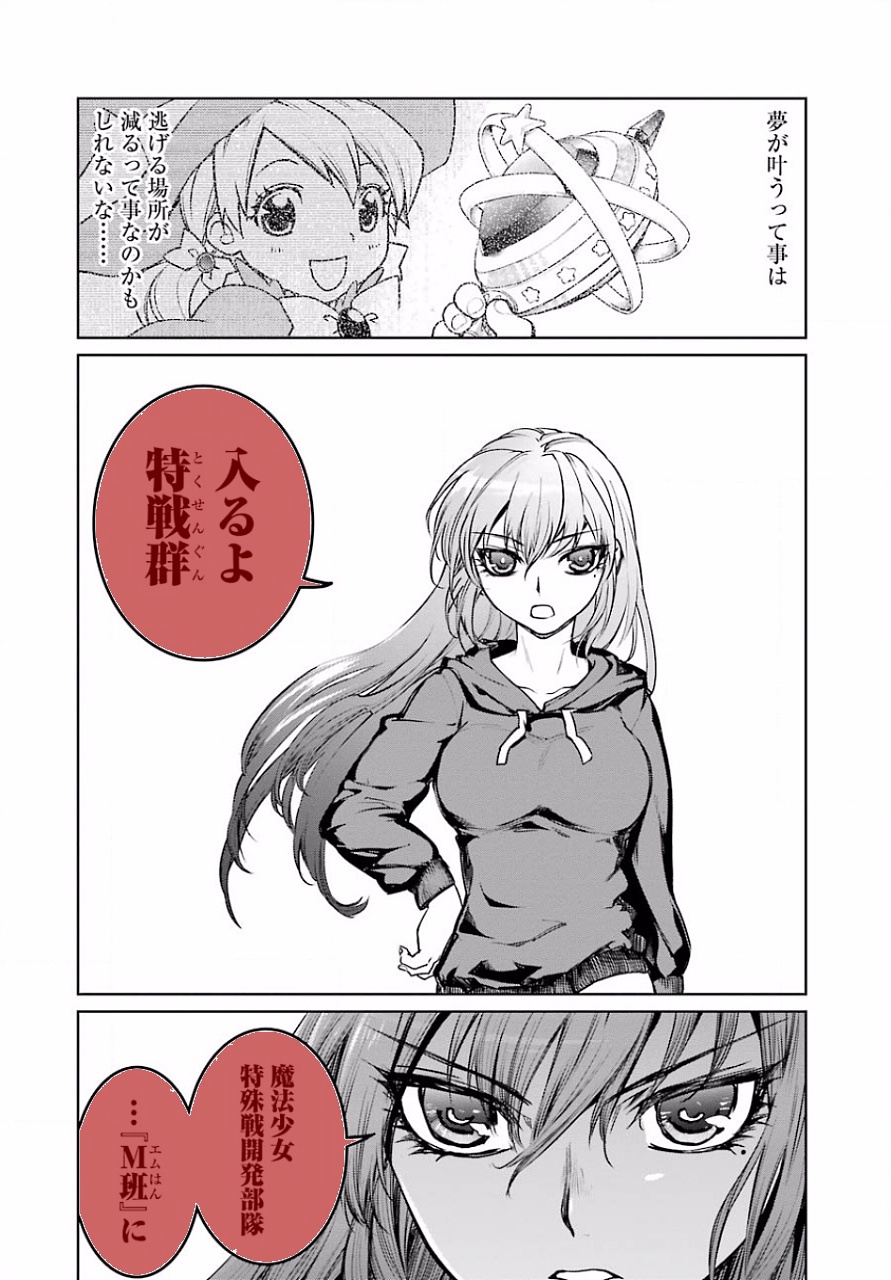 夢が叶うって事は
逃げる場所が
減るって事なのかも
しれないな……
入るよ
特戦群
とくせんぐん
魔法少女
特殊戦開発部隊
…『M班』に
エムはん